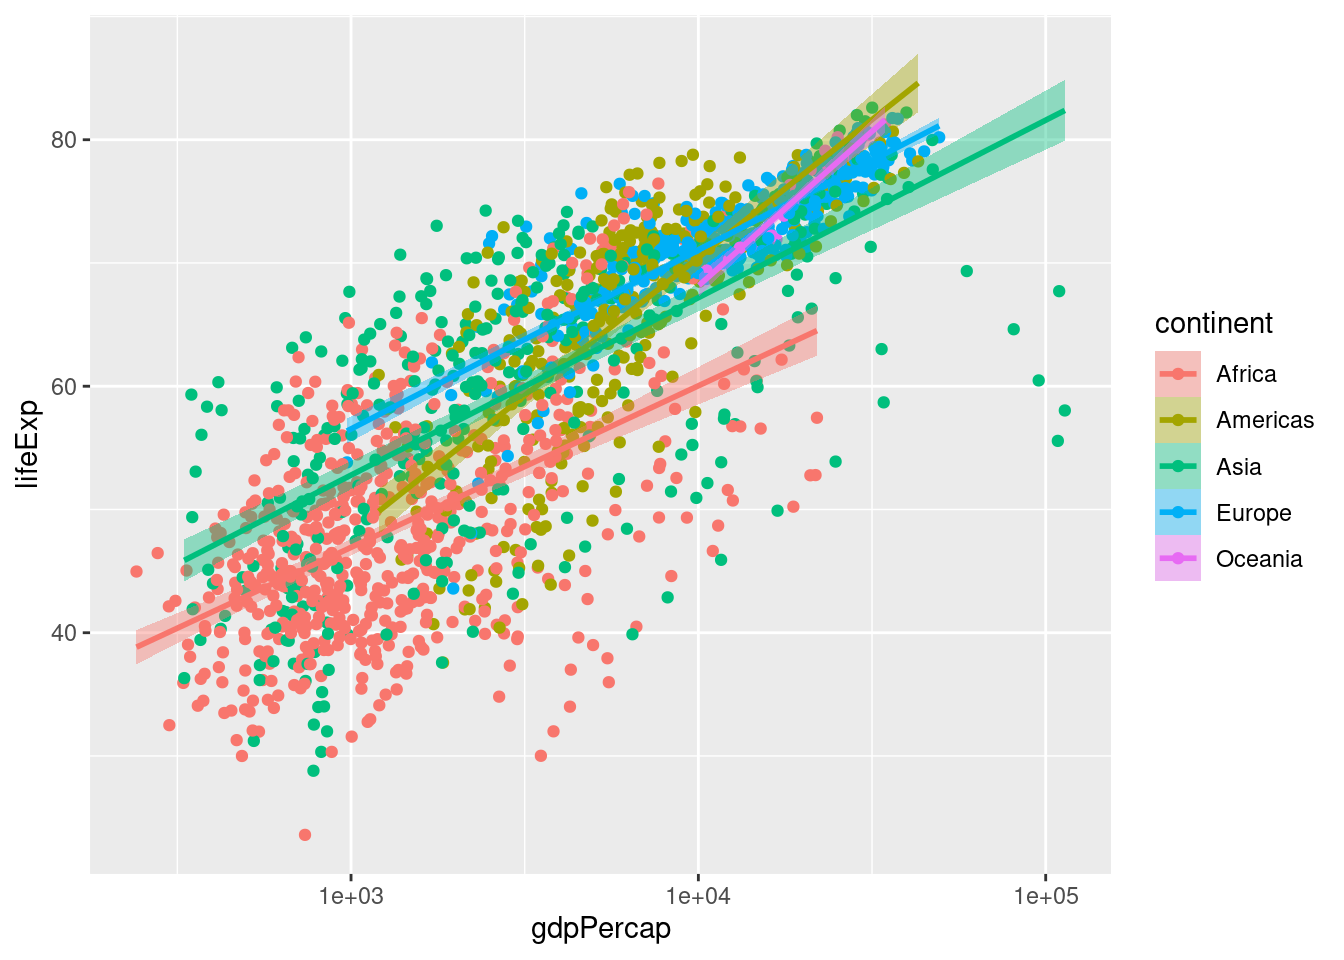 lifeExp
80
60
40
1e+03
1e+04
1e+05
gdpPercap
continent
Africa
Americas
Asia
Europe
Oceania